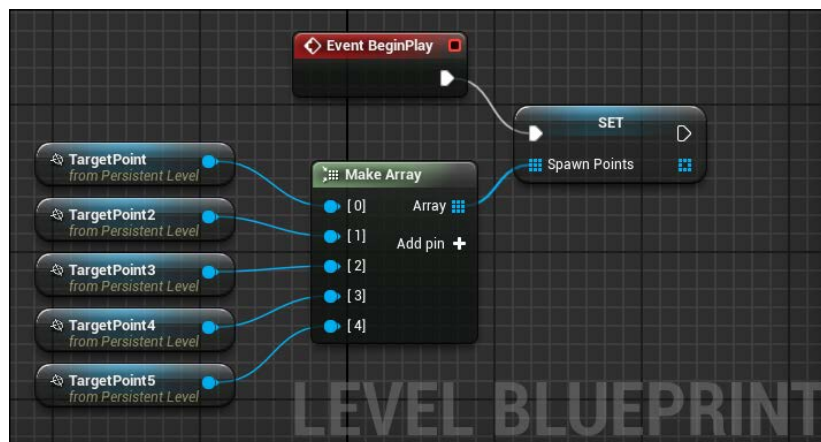 Event BeginPlay
SET
Spawn Points
TargetPoint
from Persistent Level
TargetPoint2
from Persistent Level
TargetPoint3
from Persistent Level
TargetPoint4
from Persistent Level
TargetPoint5
from Persistent Level
Make Array
[0] Array
[1]
Add pin +
[2]
[3]
[4]
LEVEL BLUEPRINT